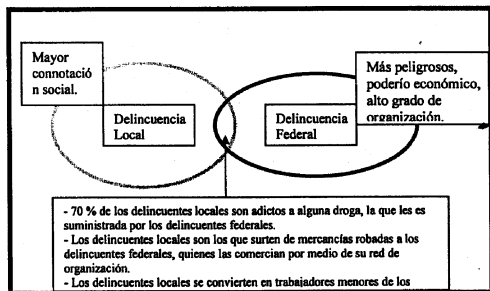 Mayor
connotació
n social.
Más peligrosos,
poderío económico,
alto grado de
organización.
Delincuencia
Local
Delincuencia
Federal
- 70 % de los delincuentes locales son adictos a alguna droga, la que les es
suministrada por los delincuentes federales.
- Los delincuentes locales son los que surten de mercancías robadas a los
delincuentes federales, quienes las comercian por medio de su red de
organización.
- Los delincuentes locales se convierten en trabajadores menores de los